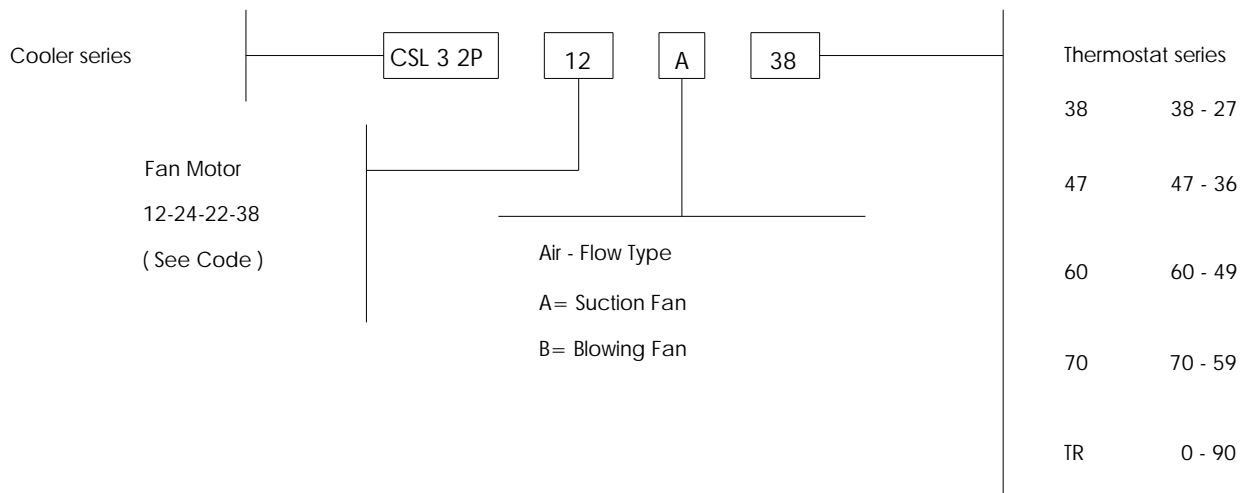 Cooler series
CSL 3 2P
12
A
38
Thermostat series
38 38 - 27
47 47 - 36
60 60 - 49
70 70 - 59
TR 0 - 90
Fan Motor
12-24-22-38
( See Code )
Air - Flow Type
A= Suction Fan
B= Blowing Fan